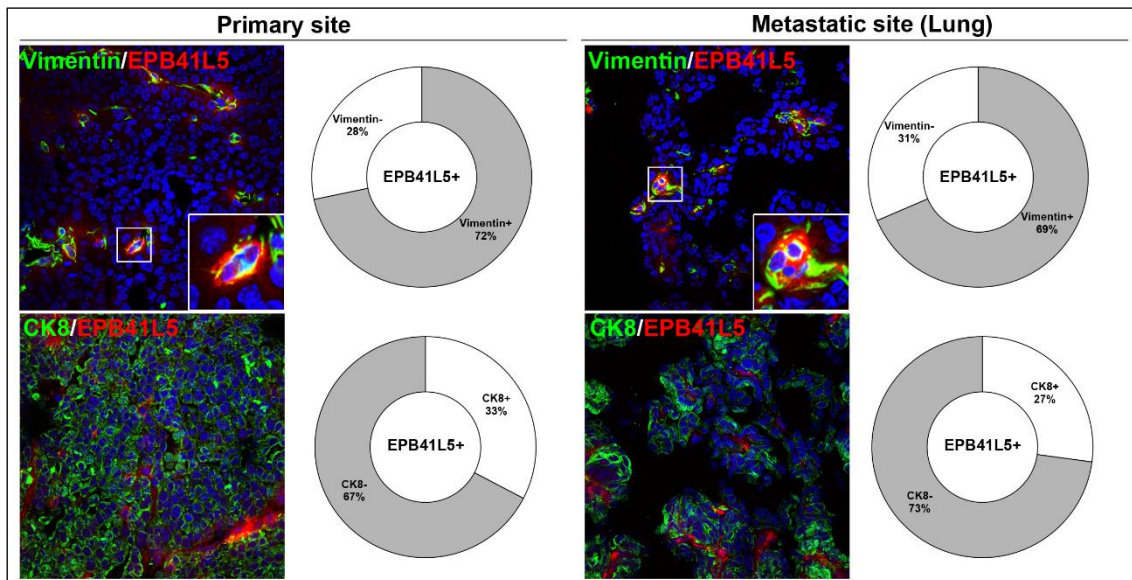 Primary site
Metastatic site (Lung)
Vimentin/EPB41L5
Vimentin-
28%
EPB41L5+
Vimentin+
72%
Vimentin/EPB41L5
Vimentin-
31%
EPB41L5+
Vimentin+
69%
CK8/EPB41L5
CK8+
33%
EPB41L5+
CK8-
67%
CK8/EPB41L5
CK8+
27%
EPB41L5+
CK8-
73%